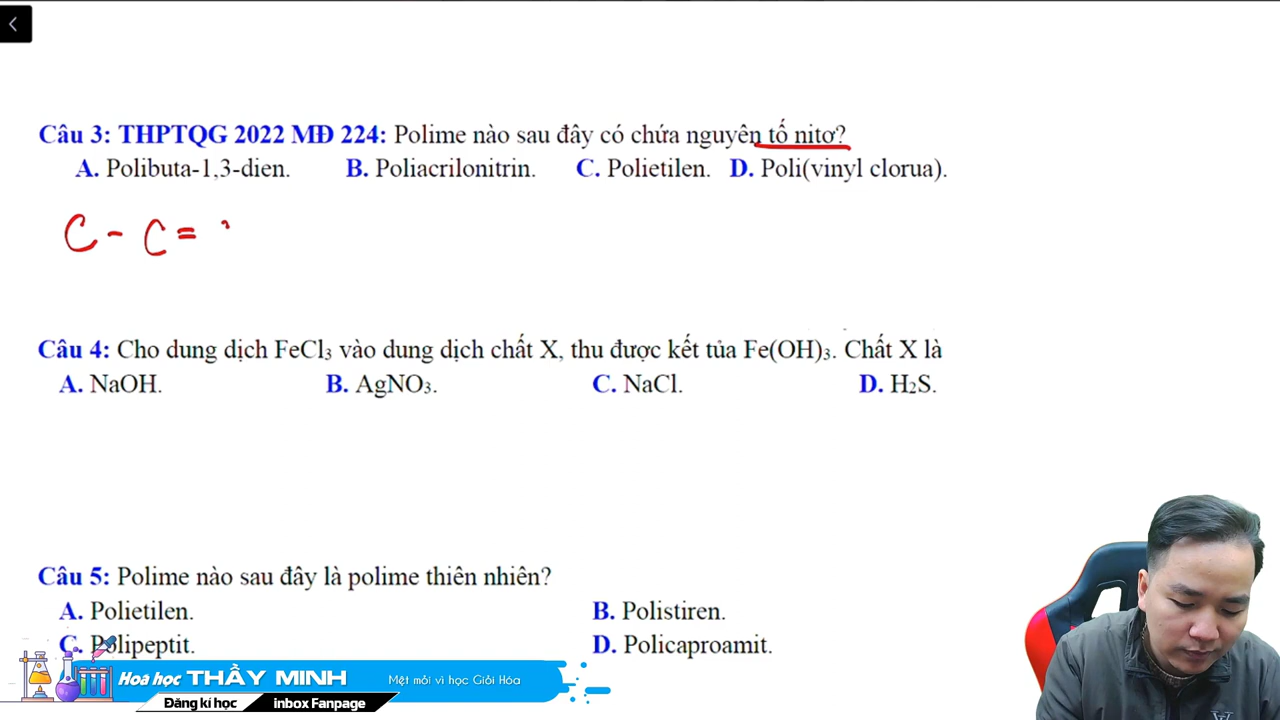 Câu 3: THPTQG 2022 MĐ 224: Polime nào sau đây có chứa nguyên tố nitơ?
A. Polibuta-1,3-dien. B. Poliacrilonitrin. C. Polietilen. D. Poli(vinyl clorua).
C - C =
Câu 4: Cho dung dịch FeCl₃ vào dung dịch chất X, thu được kết tủa Fe(OH)₃. Chất X là
A. NaOH. B. AgNO₃. C. NaCl. D. H₂S.
Câu 5: Polime nào sau đây là polime thiên nhiên?
A. Polietilen. B. Polistiren.
C. Polipeptit. D. Policaproamit.
Hoá học THẦY MINH Mệt mỏi vì học Giỏi Hóa
Đăng kí học inbox Fanpage